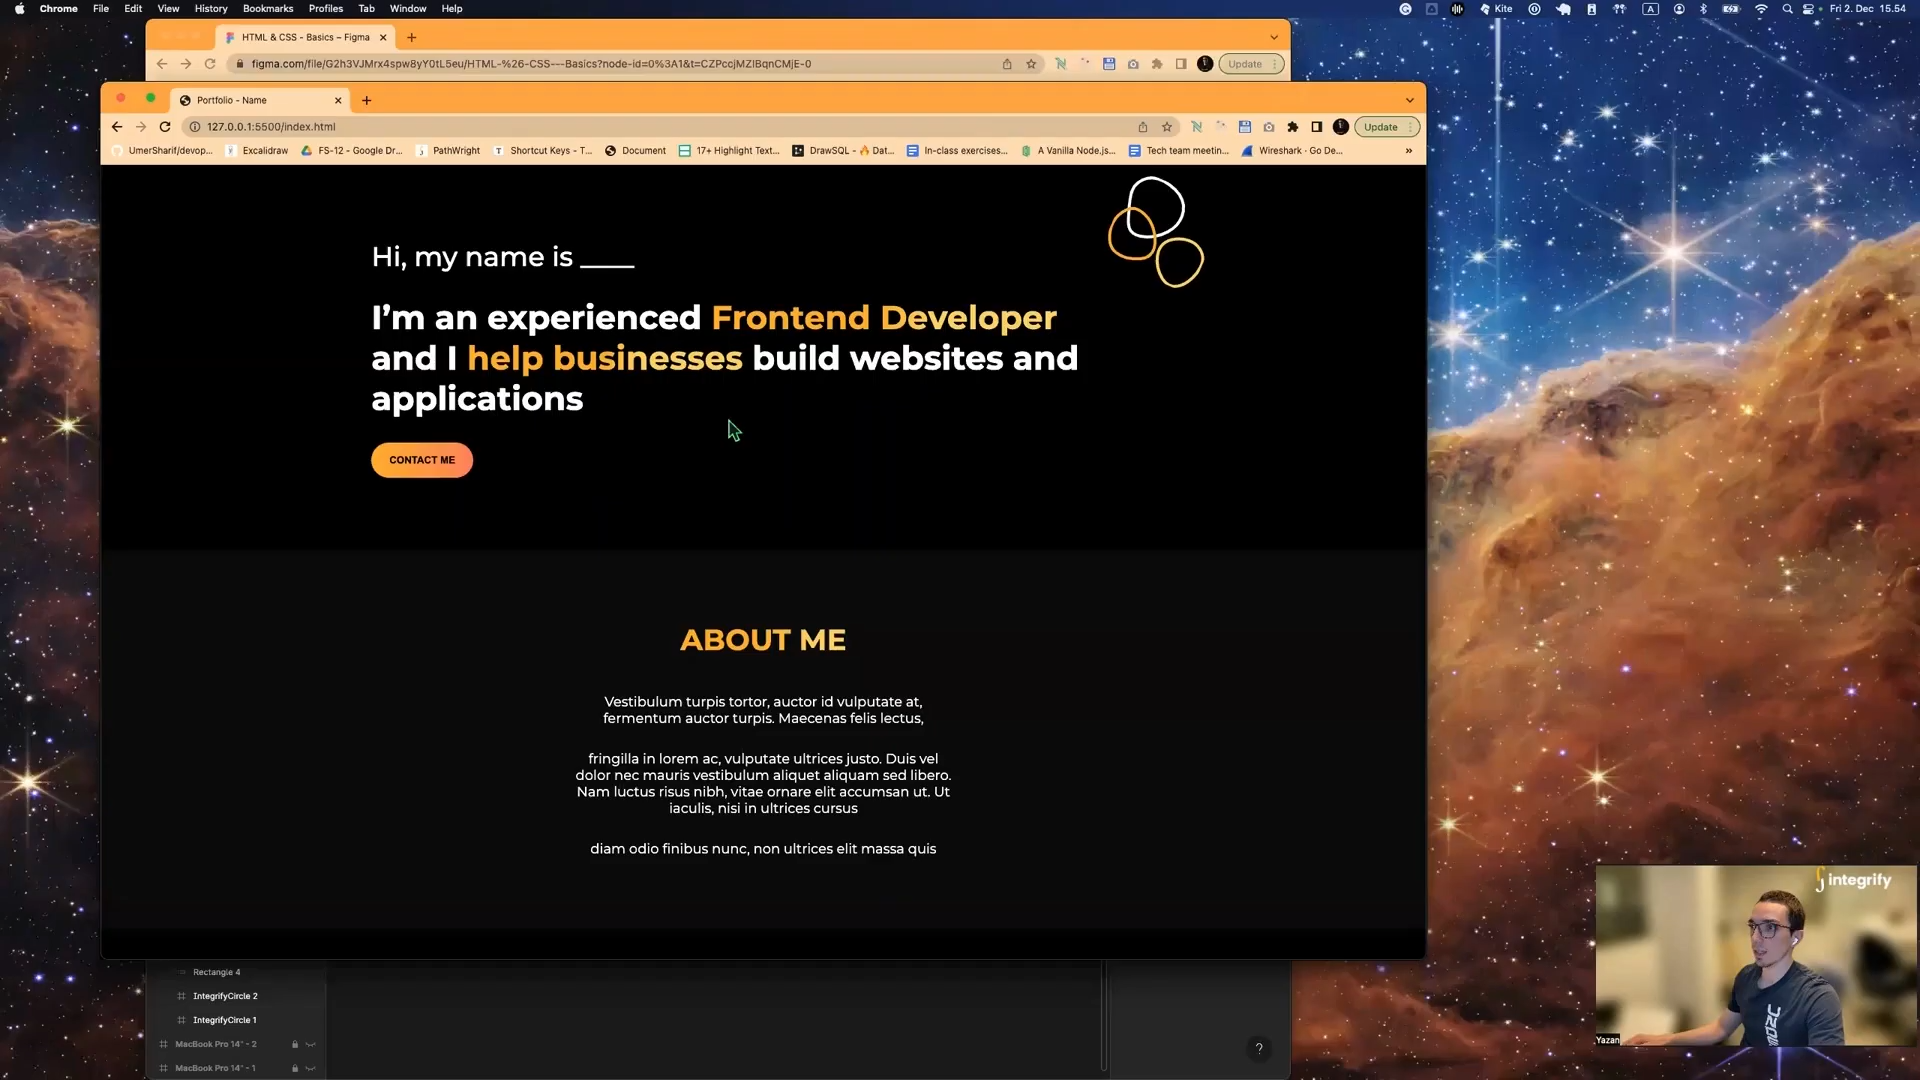 Chrome File Edit View History Bookmarks Profiles Tab Window Help
Kite
A
Fri 2. Dec 15.54
HTML & CSS - Basics – Figma
figma.com/file/G2h3VJMrx4spw8yY0tL5eu/HTML-%26-CSS---Basics?node-id=0%3A1&t=CZPccjMZIBqnCMjE-0
Update
Portfolio - Name
127.0.0.1:5500/index.html
Update
UmerSharif/devop... Excalidraw FS-12 - Google Dr... PathWright Shortcut Keys - T... Document 17+ Highlight Text... DrawSQL - Dat... In-class exercises... A Vanilla Node.js... Tech team meetin... Wireshark · Go De... »
Hi, my name is ____
I’m an experienced Frontend Developer
and I help businesses build websites and
applications
CONTACT ME
ABOUT ME
Vestibulum turpis tortor, auctor id vulputate at,
fermentum auctor turpis. Maecenas felis lectus,
fringilla in lorem ac, vulputate ultrices justo. Duis vel
dolor nec mauris vestibulum aliquet aliquam sed libero.
Nam luctus risus nibh, vitae ornare elit accumsan ut. Ut
iaculis, nisi in ultrices cursus
diam odio finibus nunc, non ultrices elit massa quis
Rectangle 4
IntegrifyCircle 2
IntegrifyCircle 1
MacBook Pro 14" - 2
MacBook Pro 14" - 1
?
integrify
Yazan